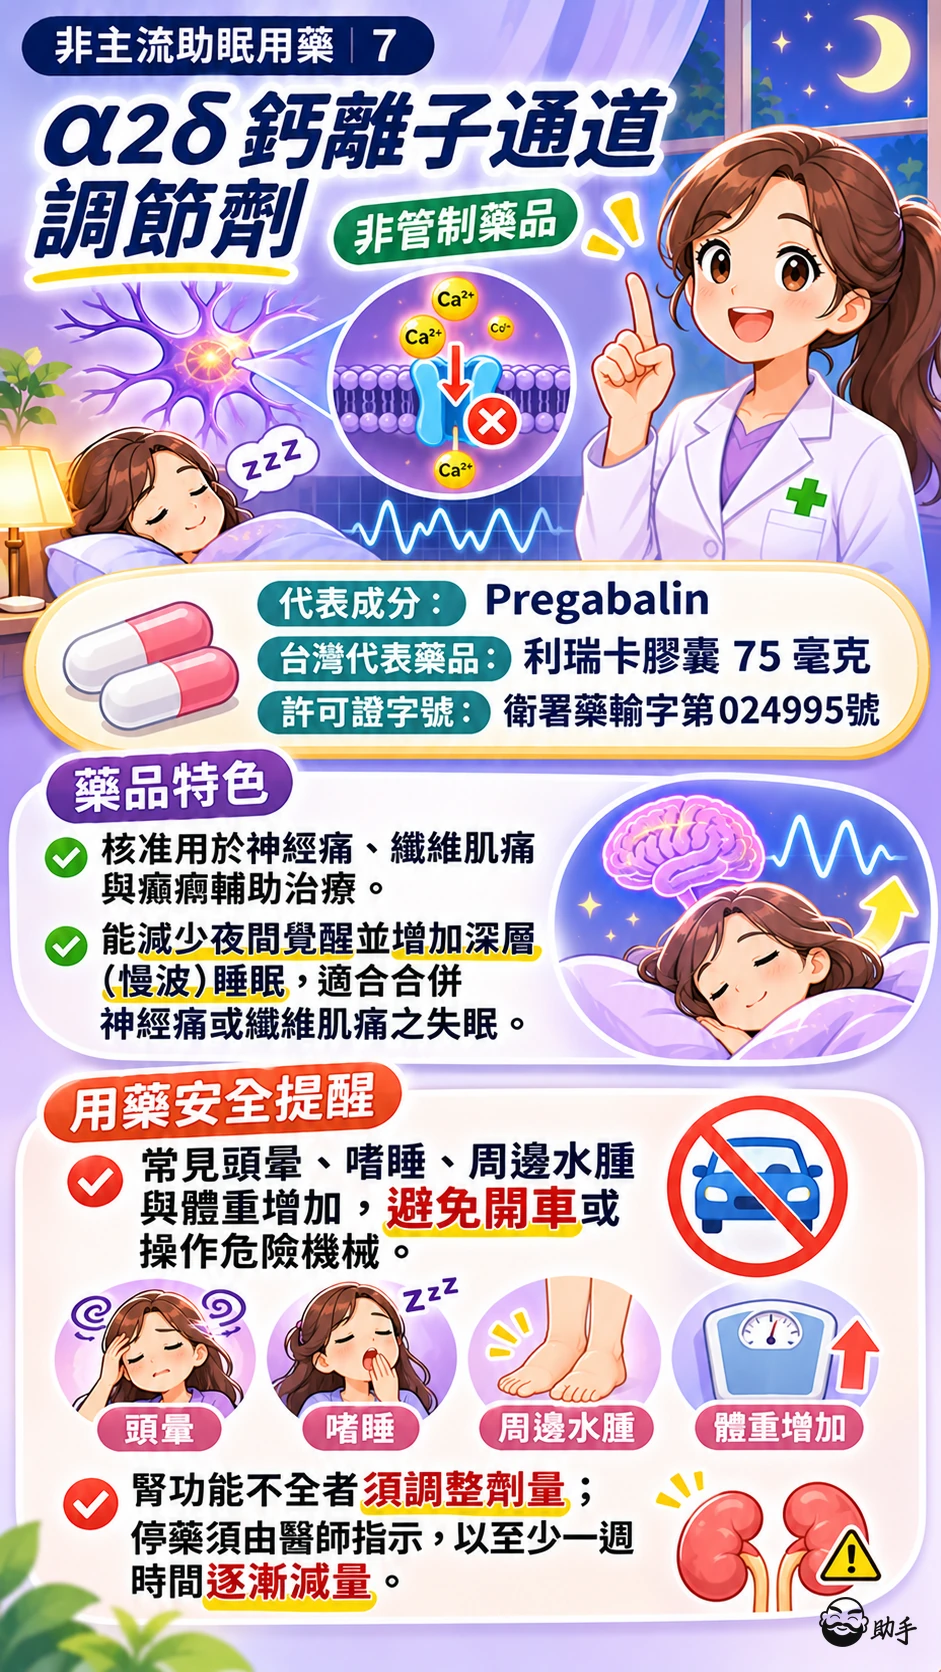 非主流助眠用藥｜7
α2δ 鈣離子通道
調節劑
非管制藥品
Ca²⁺
Ca²⁺
Ca²⁺
zzz
代表成分：Pregabalin
台灣代表藥品：利瑞卡膠囊 75 毫克
許可證字號：衛署藥輸字第024995號
藥品特色
核准用於神經痛、纖維肌痛
與癲癇輔助治療。
能減少夜間覺醒並增加深層
(慢波)睡眠，適合合併
神經痛或纖維肌痛之失眠。
用藥安全提醒
常見頭暈、嗜睡、周邊水腫
與體重增加，避免開車或
操作危險機械。
zzz
頭暈
嗜睡
周邊水腫
體重增加
腎功能不全者須調整劑量；
停藥須由醫師指示，以至少一週
時間逐漸減量。
助手